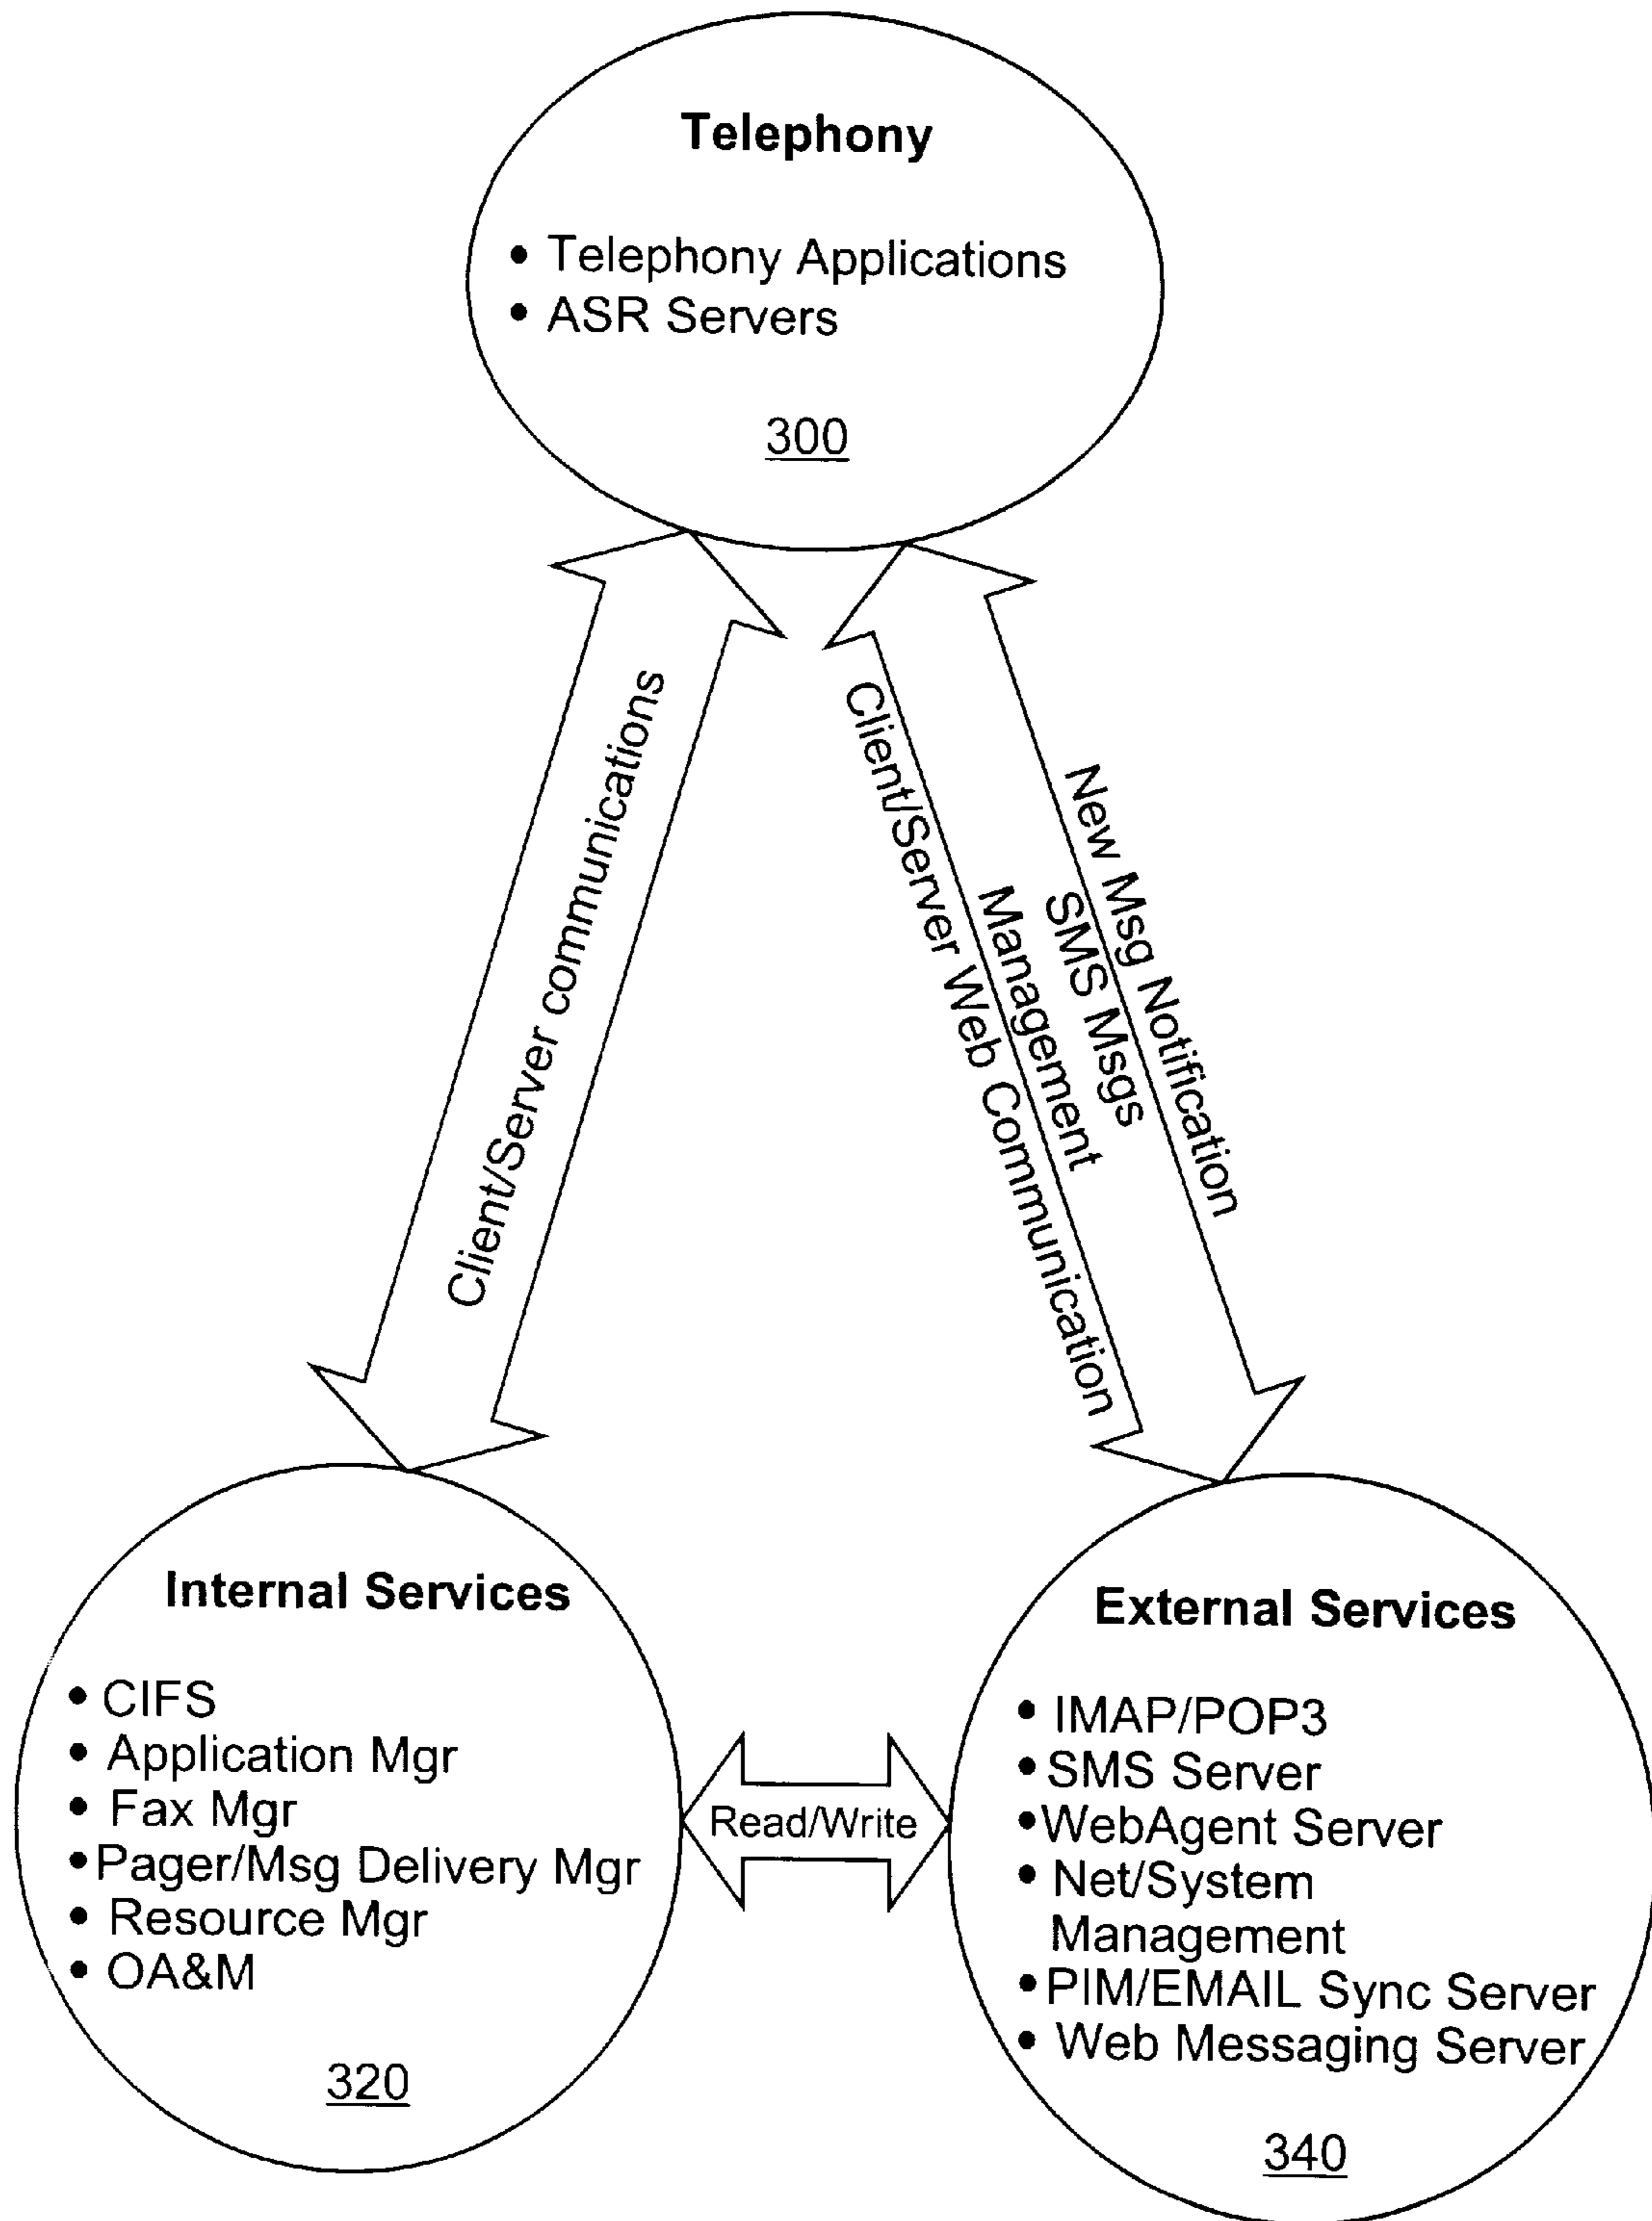 Telephony
• Telephony Applications
• ASR Servers
300
Client/Server communications
Client/Server Web Communication
Management
SMS Msgs
New Msg Notification
Internal Services
• CIFS
• Application Mgr
• Fax Mgr
• Pager/Msg Delivery Mgr
• Resource Mgr
• OA&M
320
Read/Write
External Services
• IMAP/POP3
• SMS Server
• WebAgent Server
• Net/System
Management
• PIM/EMAIL Sync Server
• Web Messaging Server
340